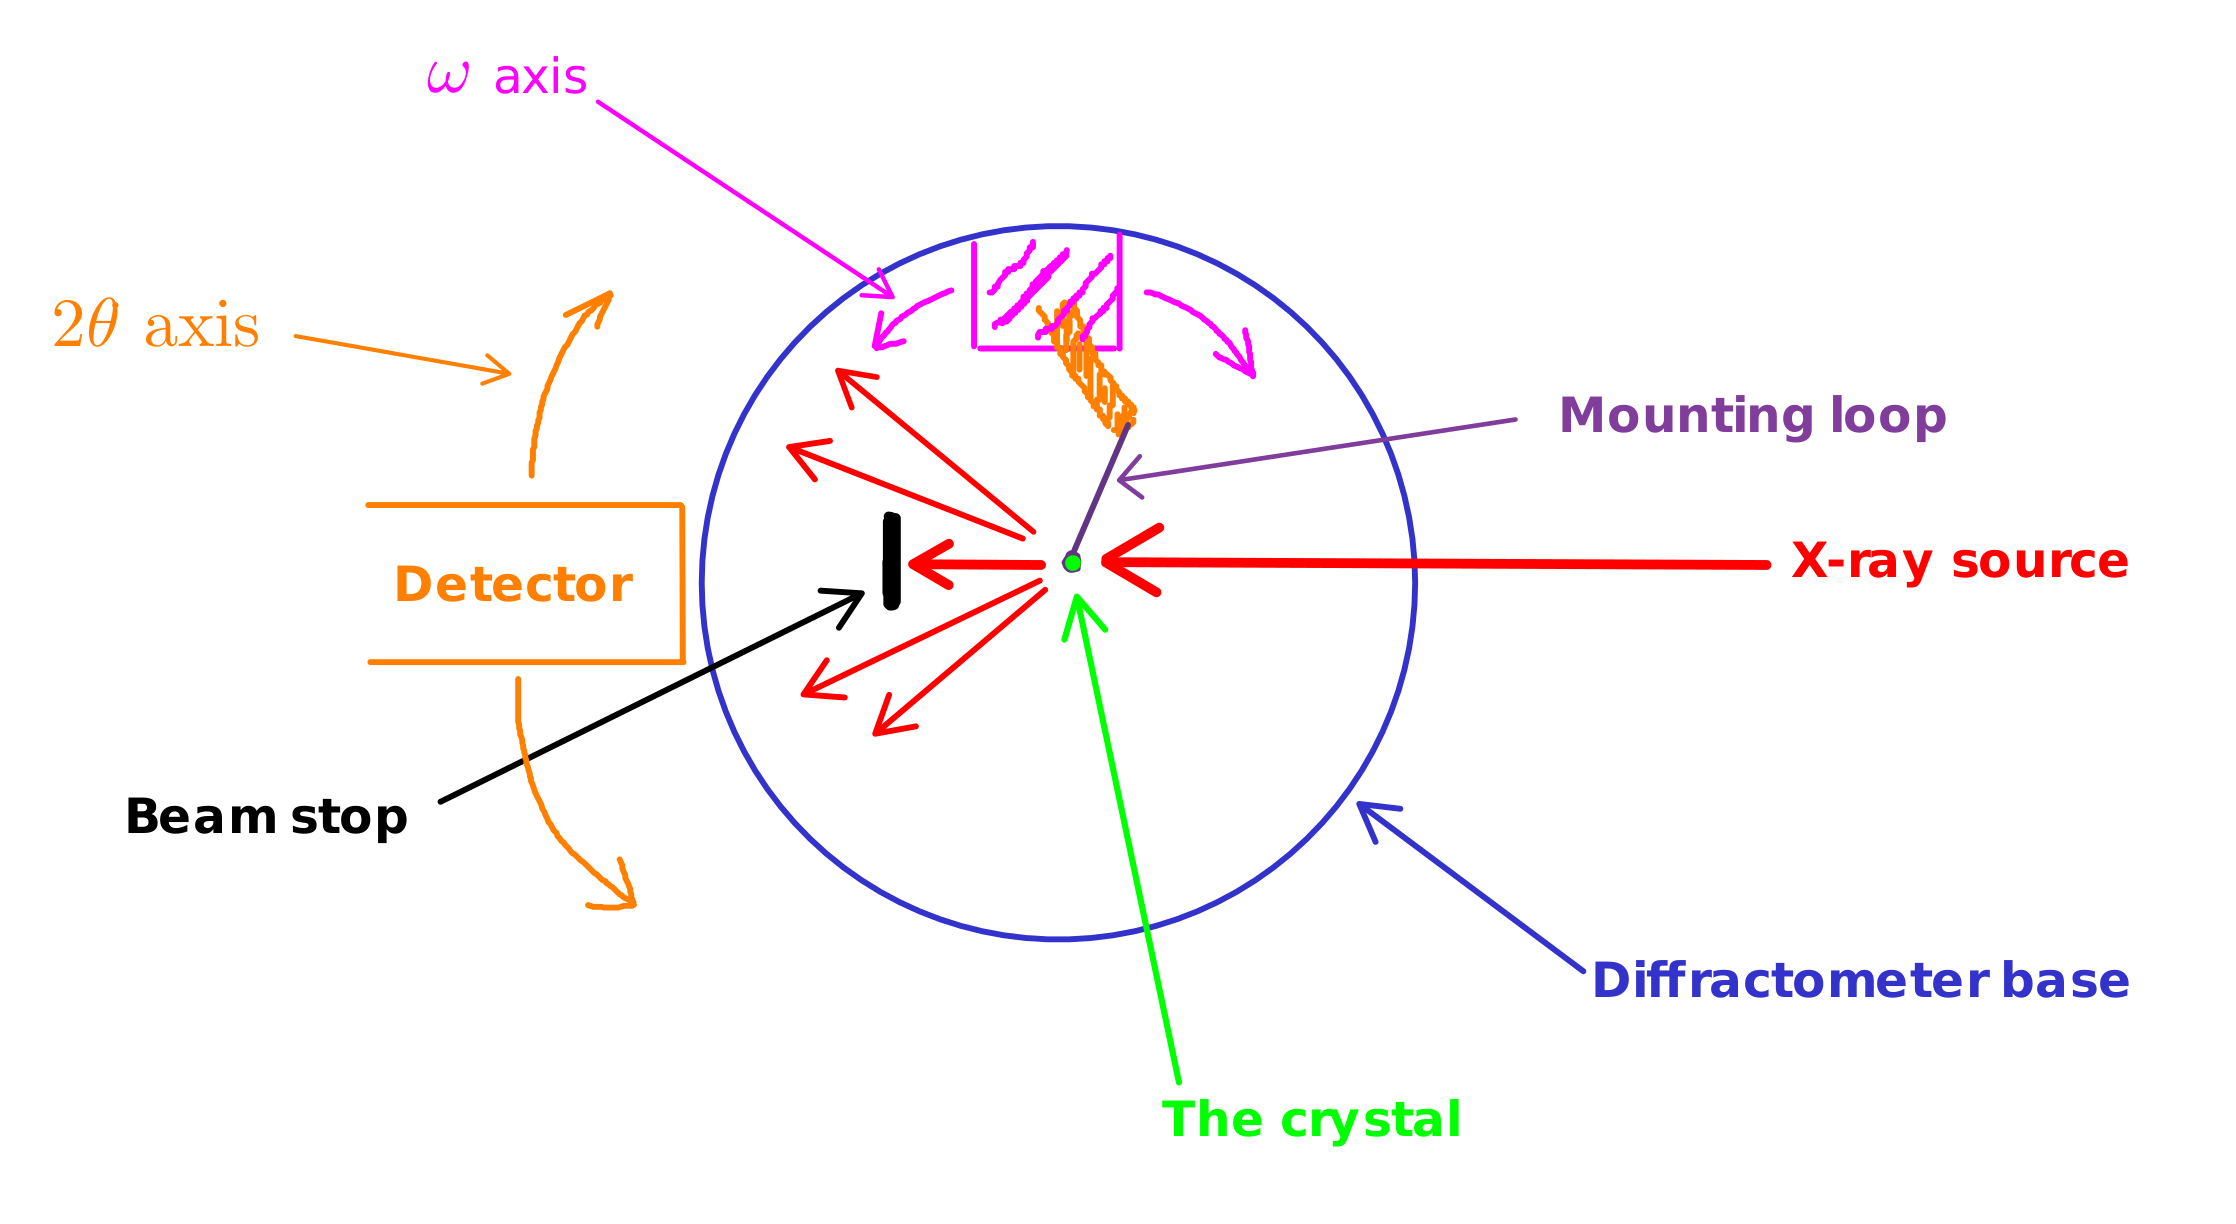 ω axis
2θ axis
Mounting loop
X-ray source
Detector
Beam stop
Diffractometer base
The crystal